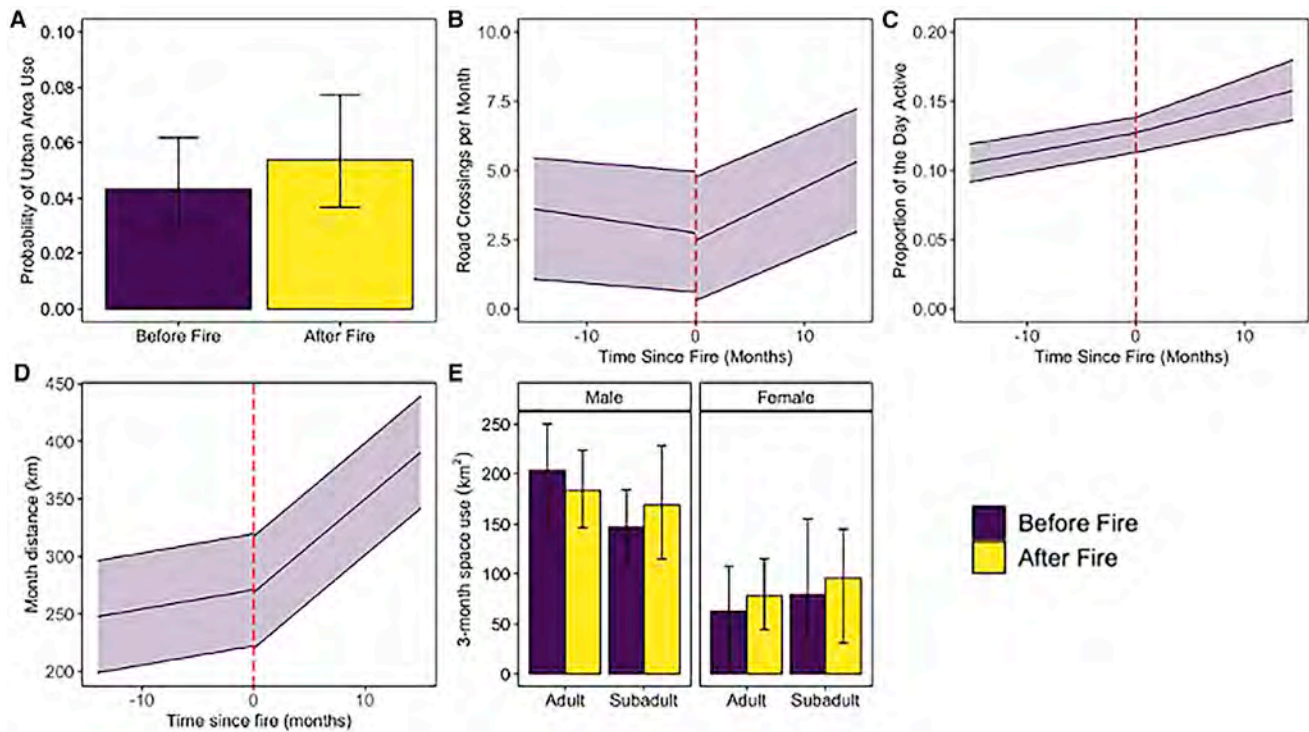 A
Probability of Urban Area Use
0.10
0.08
0.06
0.04
0.02
0.00
Before Fire
After Fire
B
Road Crossings per Month
10.0
7.5
5.0
2.5
0.0
-10
0
10
Time Since Fire (Months)
C
Proportion of the Day Active
0.20
0.15
0.10
0.05
0.00
-10
0
10
Time Since Fire (Months)
D
Month distance (km)
450
400
350
300
250
200
-10
0
10
Time since fire (months)
E
Male
Female
3-month space use (km²)
250
200
150
100
50
0
Adult
Subadult
Adult
Subadult
Before Fire
After Fire